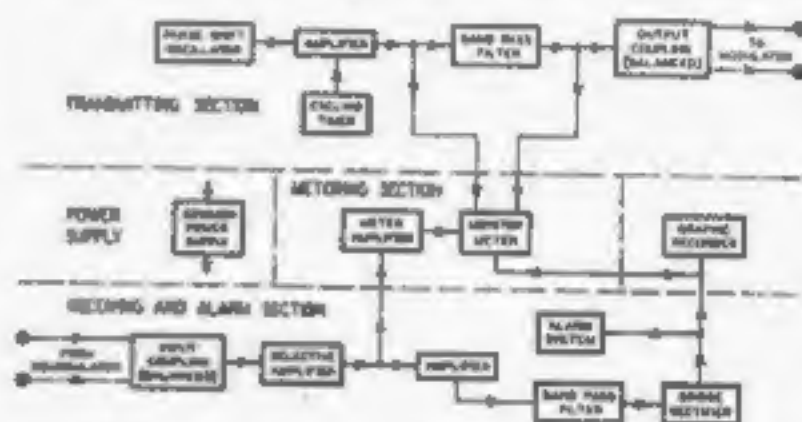 PHASE SHIFT
OSCILLATOR
AMPLIFIER
BAND PASS
FILTER
OUTPUT
COUPLING
(BALANCED)
TO
MODULATOR
CYCLING
TIMER
TRANSMITTING SECTION
METERING SECTION
POWER
SUPPLY
POWER
SUPPLY
METER
AMPLIFIER
MONITOR
METER
GRAPHIC
RECORDER
RECEIVING AND ALARM SECTION
ALARM
SYSTEM
FROM
DEMODULATOR
INPUT
COUPLING
(BALANCED)
SELECTIVE
AMPLIFIER
AMPLIFIER
BAND PASS
FILTER
BRIDGE
RECTIFIER